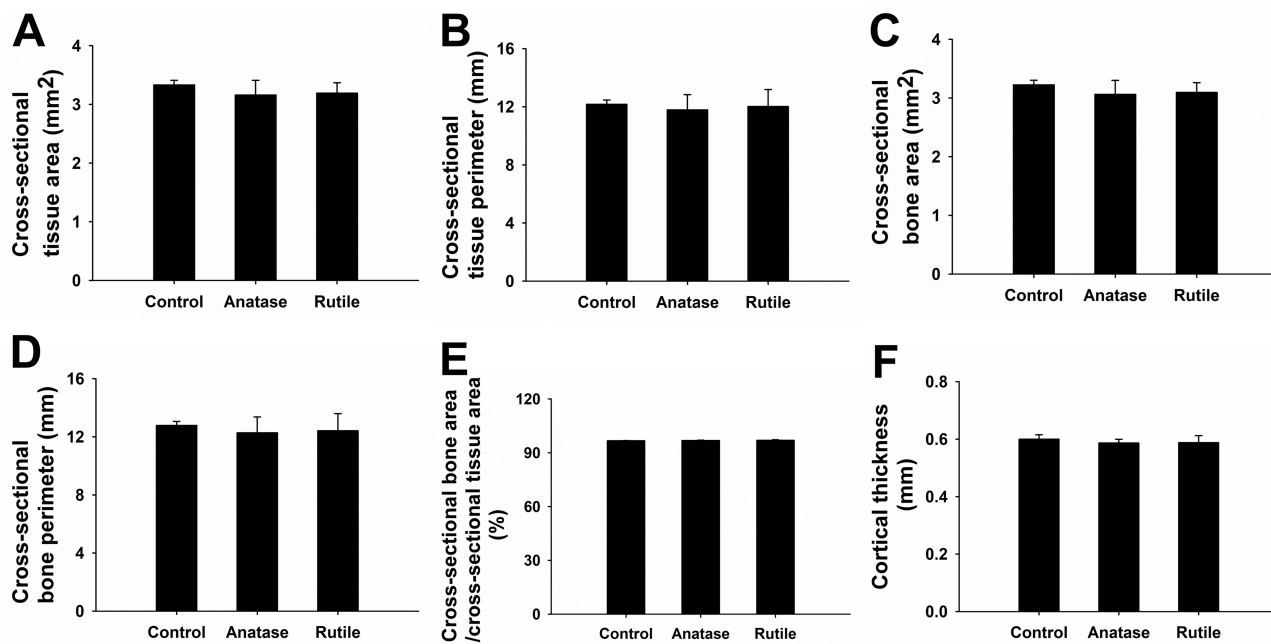 A
Cross-sectional
tissue area (mm2)
4
3
2
1
0
Control Anatase Rutile
B
Cross-sectional
tissue perimeter (mm)
16
12
8
4
0
Control Anatase Rutile
C
Cross-sectional
bone area (mm2)
4
3
2
1
0
Control Anatase Rutile
D
Cross-sectional
bone perimeter (mm)
16
12
8
4
0
Control Anatase Rutile
E
Cross-sectional bone area
/cross-sectional tissue area
(%)
120
90
60
30
0
Control Anatase Rutile
F
Cortical thickness
(mm)
0.8
0.6
0.4
0.2
0.0
Control Anatase Rutile